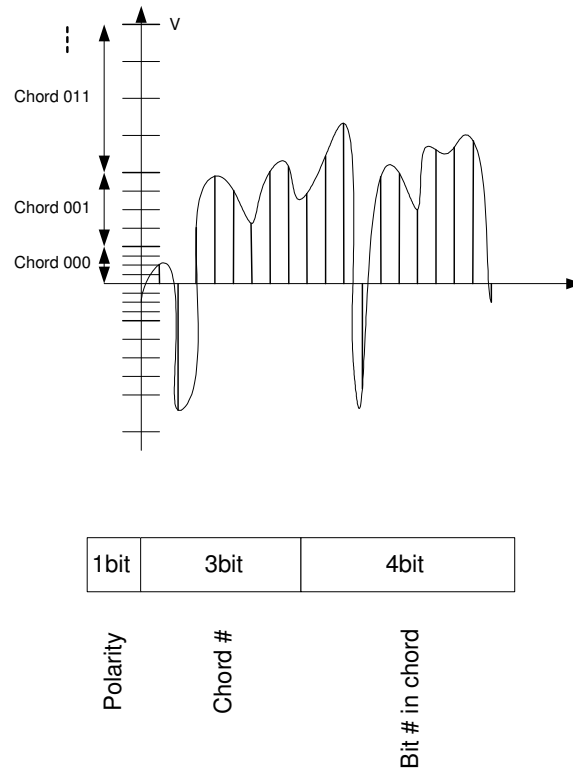 V
Chord 011
Chord 001
Chord 000
1bit
3bit
4bit
Polarity
Chord #
Bit # in chord